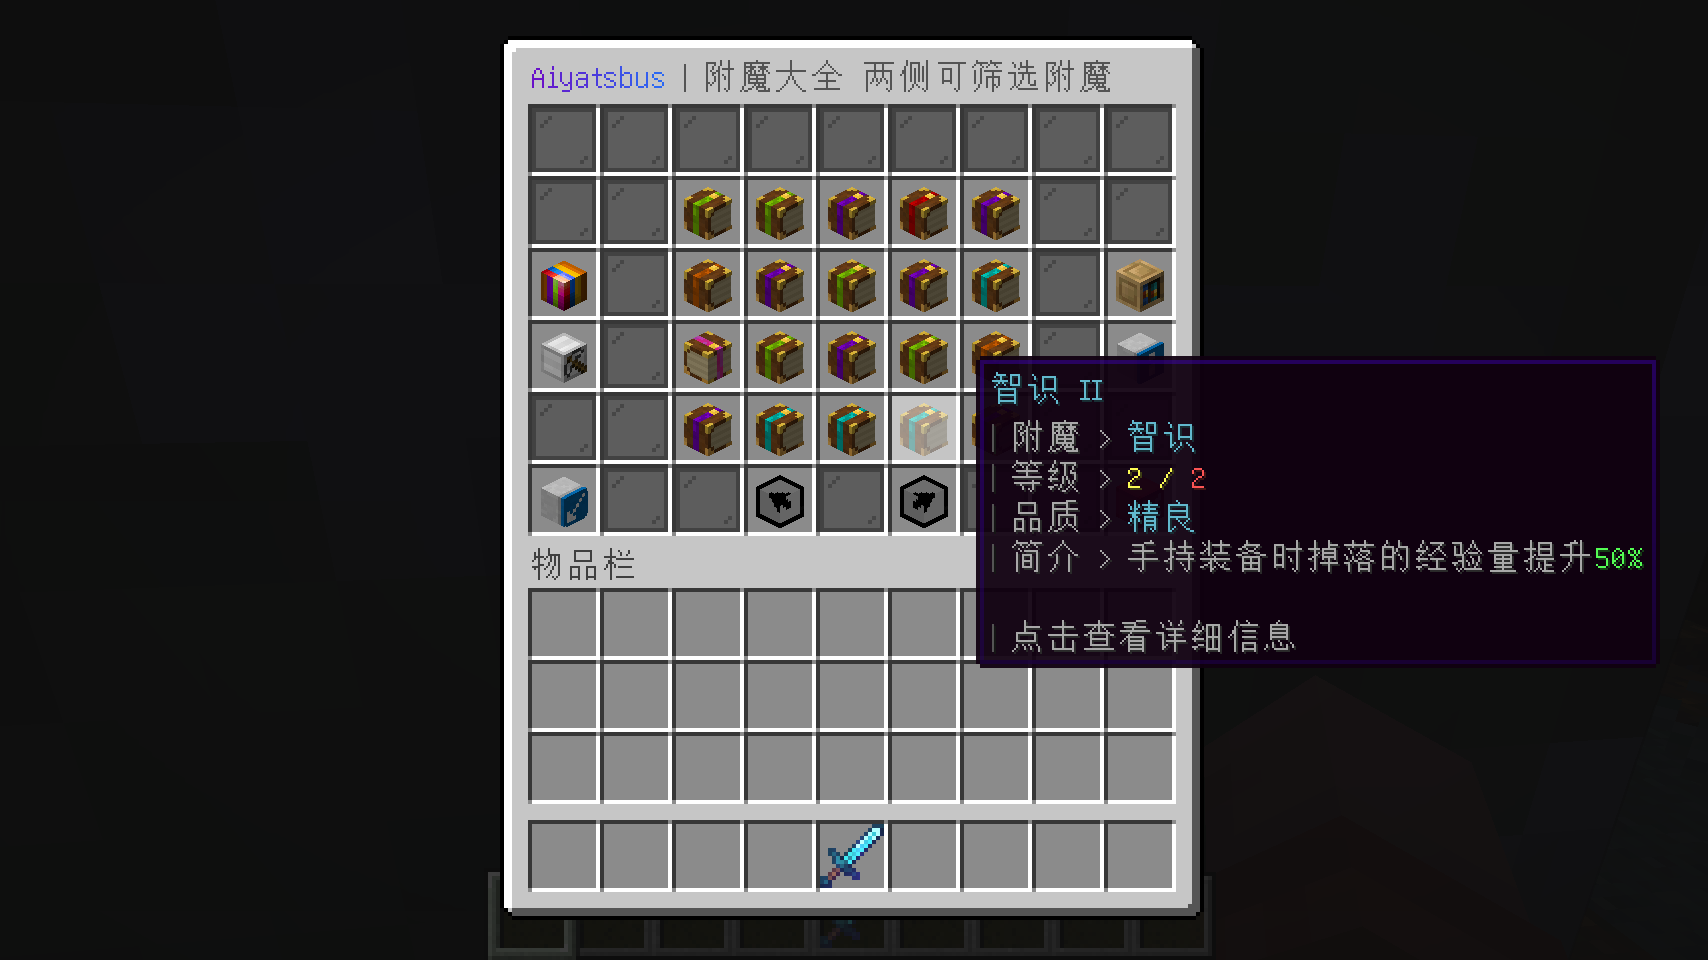 Aiyatsbus | 附魔大全 两侧可筛选附魔
智识 II
| 附魔 > 智识
| 等级 > 2 / 2
| 品质 > 精良
| 简介 > 手持装备时掉落的经验量提升50%
| 点击查看详细信息
物品栏